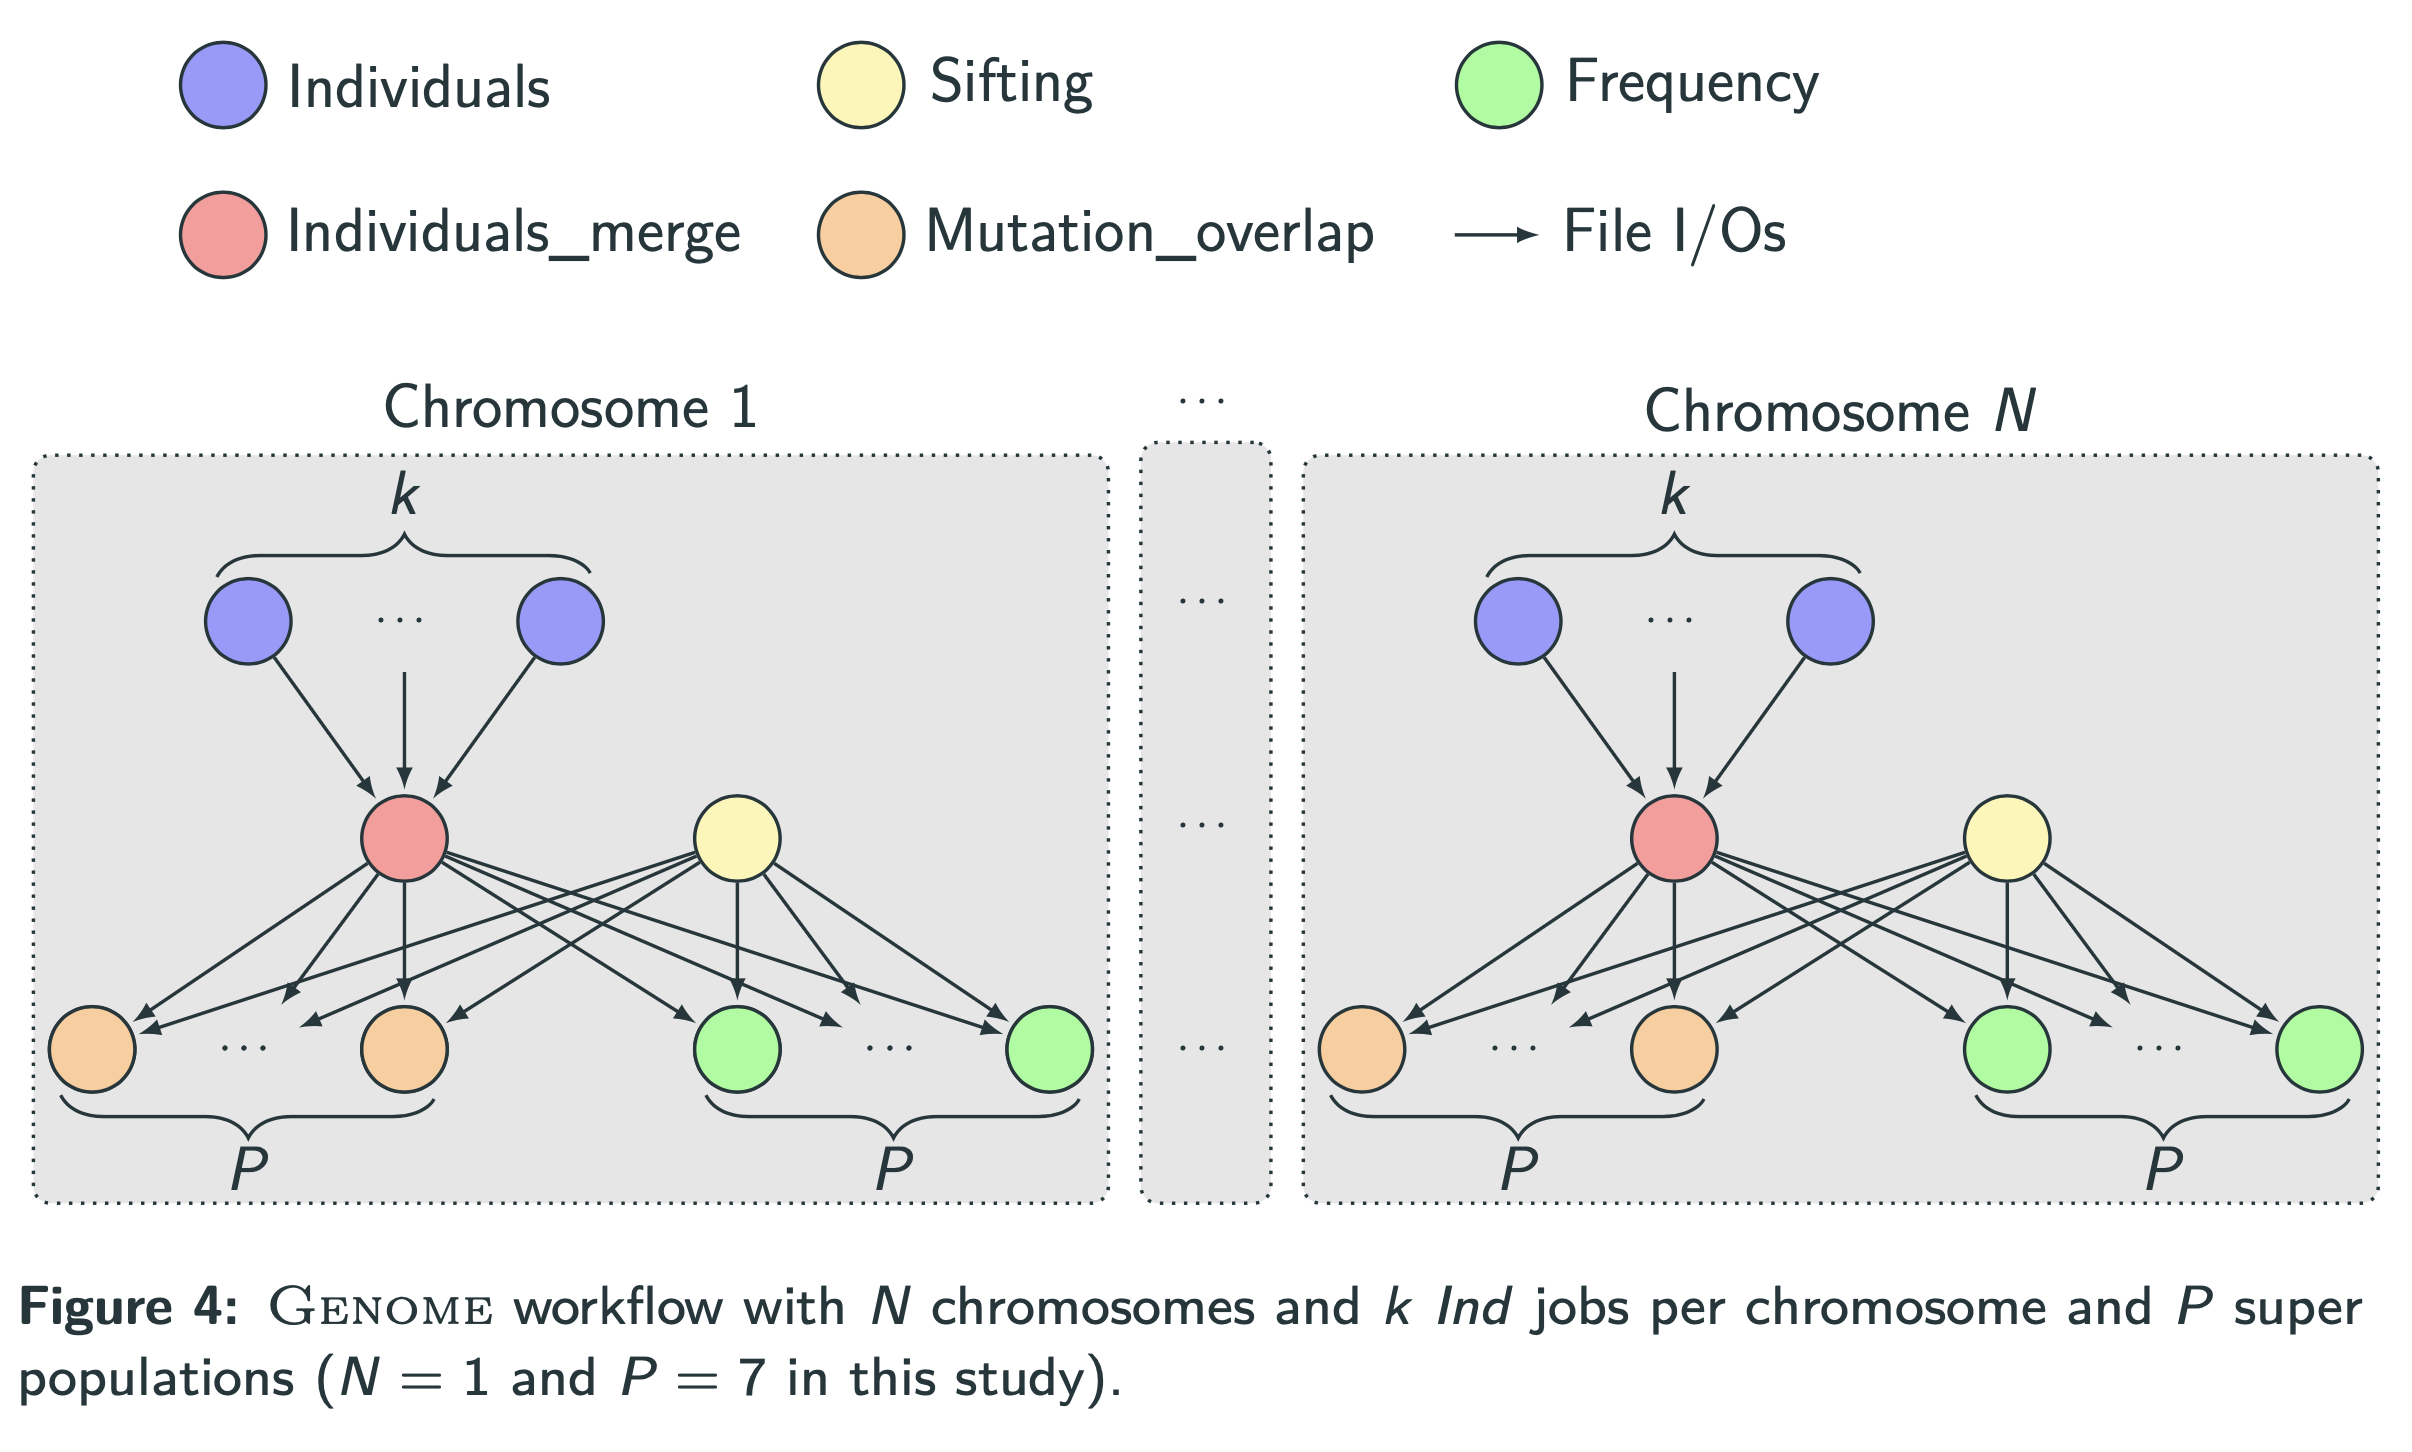 Individuals
Sifting
Frequency
Individuals_merge
Mutation_overlap
File I/Os
Chromosome 1
...
Chromosome N
k
k
...
...
...
...
...
...
...
...
...
...
P
P
P
P
Figure 4: GENOME workflow with N chromosomes and k Ind jobs per chromosome and P super
populations (N = 1 and P = 7 in this study).